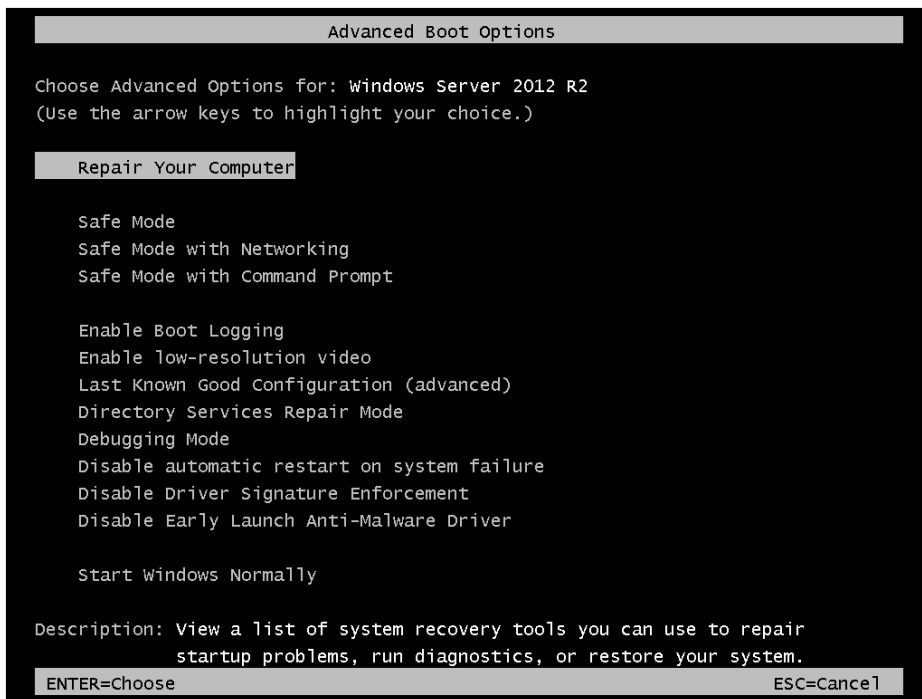 Advanced Boot Options
Choose Advanced Options for: Windows Server 2012 R2
(Use the arrow keys to highlight your choice.)
Repair Your Computer
Safe Mode
Safe Mode with Networking
Safe Mode with Command Prompt
Enable Boot Logging
Enable low-resolution video
Last Known Good Configuration (advanced)
Directory Services Repair Mode
Debugging Mode
Disable automatic restart on system failure
Disable Driver Signature Enforcement
Disable Early Launch Anti-Malware Driver
Start Windows Normally
Description: View a list of system recovery tools you can use to repair
startup problems, run diagnostics, or restore your system.
ENTER=Choose ESC=Cancel